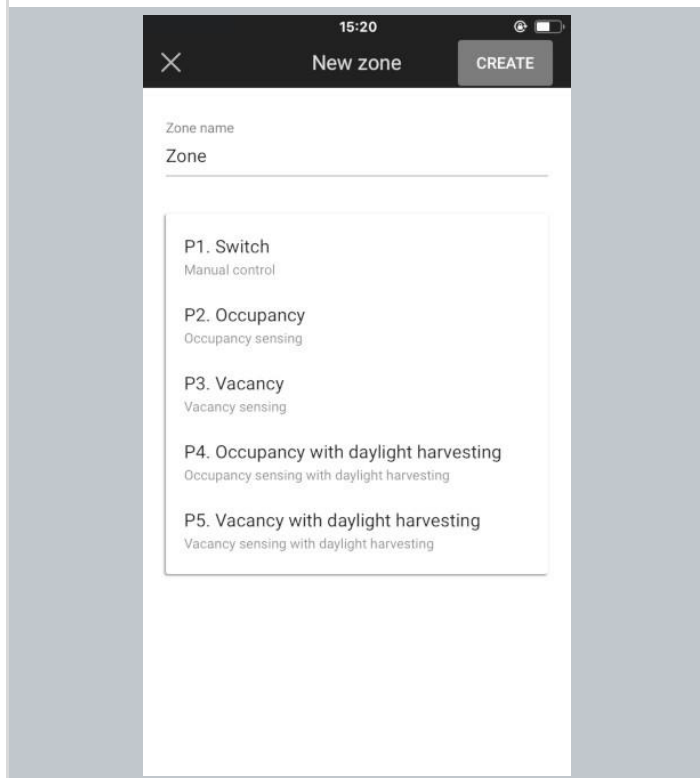 15:20
New zone
CREATE
Zone name
Zone
P1. Switch
Manual control
P2. Occupancy
Occupancy sensing
P3. Vacancy
Vacancy sensing
P4. Occupancy with daylight harvesting
Occupancy sensing with daylight harvesting
P5. Vacancy with daylight harvesting
Vacancy sensing with daylight harvesting